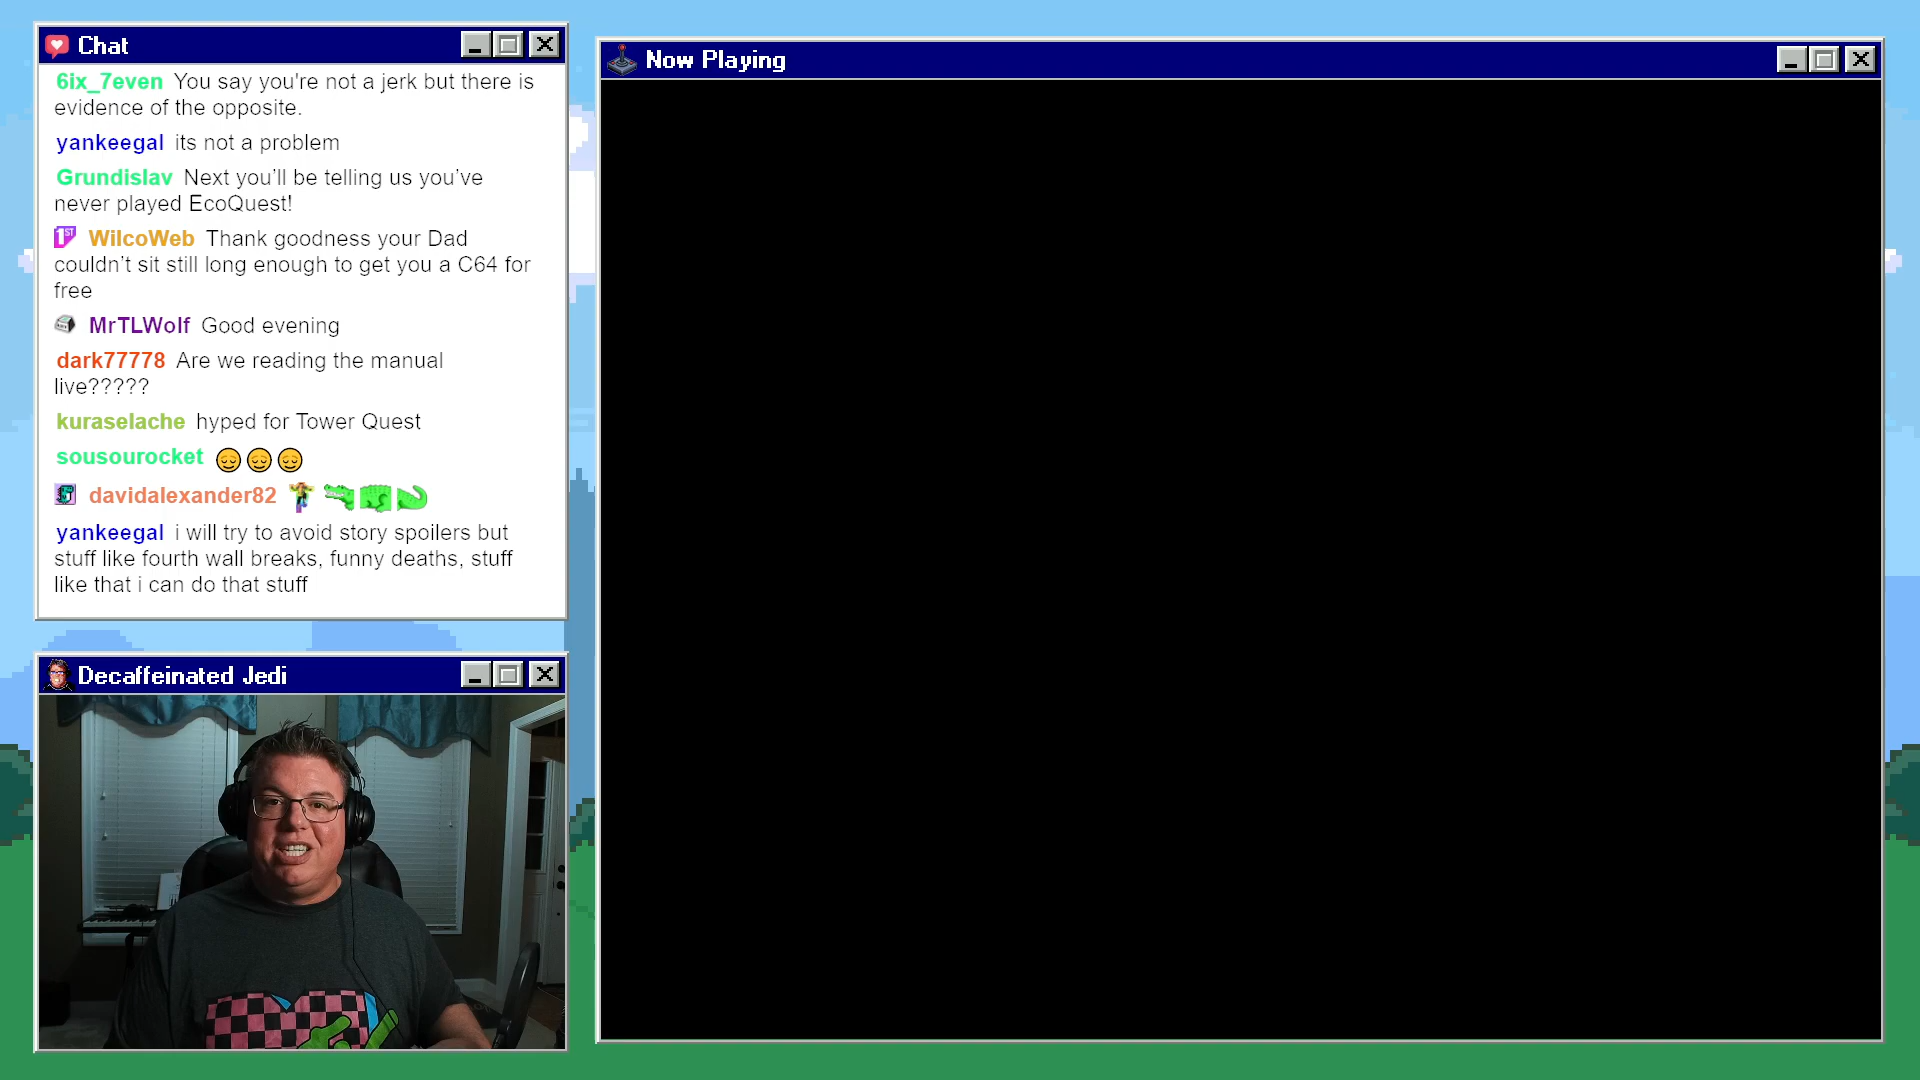 Chat
6ix_7even You say you're not a jerk but there is
evidence of the opposite.
yankeegal its not a problem
Grundislav Next you’ll be telling us you’ve
never played EcoQuest!
1ST WilcoWeb Thank goodness your Dad
couldn’t sit still long enough to get you a C64 for
free
MrTLWolf Good evening
dark77778 Are we reading the manual
live?????
kuraselache hyped for Tower Quest
sousourocket
davidalexander82
yankeegal i will try to avoid story spoilers but
stuff like fourth wall breaks, funny deaths, stuff
like that i can do that stuff
Decaffeinated Jedi
Now Playing